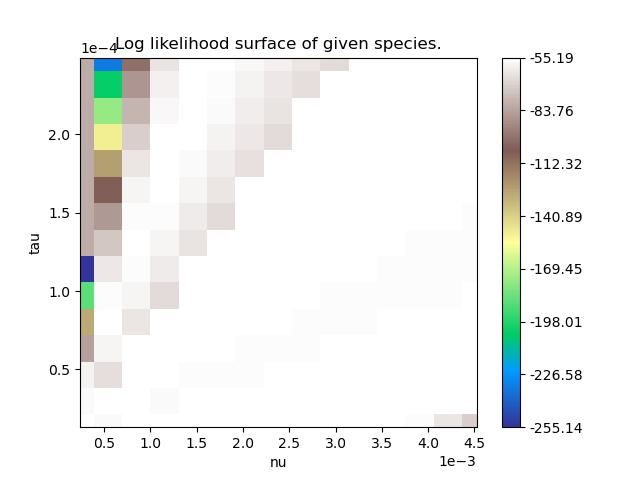 Log likelihood surface of given species.
1e−4
2.0
1.5
1.0
0.5
tau
0.5 1.0 1.5 2.0 2.5 3.0 3.5 4.0 4.5
1e−3
nu
-55.19
-83.76
-112.32
-140.89
-169.45
-198.01
-226.58
-255.14